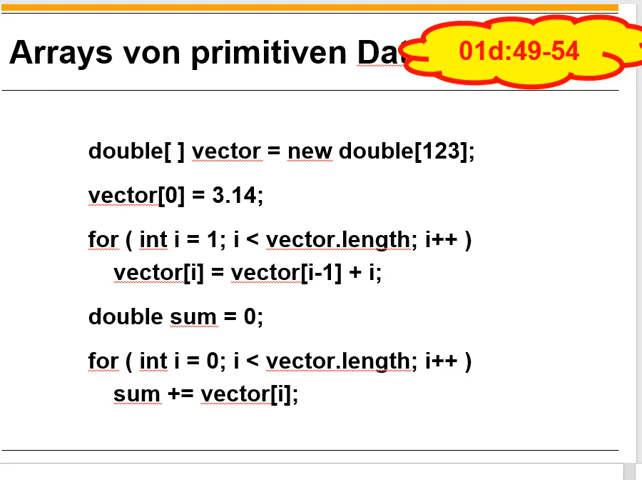 Arrays von primitiven
01d:49-54
double[ ] vector = new double[123];
vector[0] = 3.14;
for ( int i = 1; i < vector.length; i++ )
vector[i] = vector[i-1] + i;
double sum = 0;
for ( int i = 0; i < vector.length; i++ )
sum += vector[i];